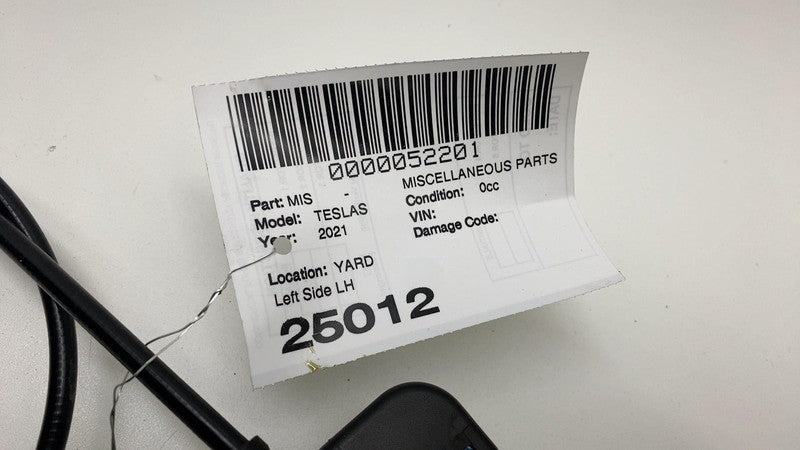 0000052201
Part: MIS - MISCELLANEOUS PARTS
Model: TESLAS Condition: 0cc
Year: 2021 VIN:
Damage Code:
Location: YARD
Left Side LH
25012